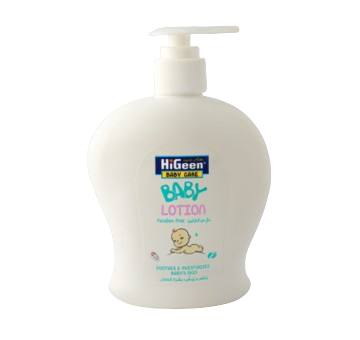 HiGeen
BABY CARE
BABY
LOTION
Paraben Free
SOOTHES & MOISTURIZES
BABY'S SKIN